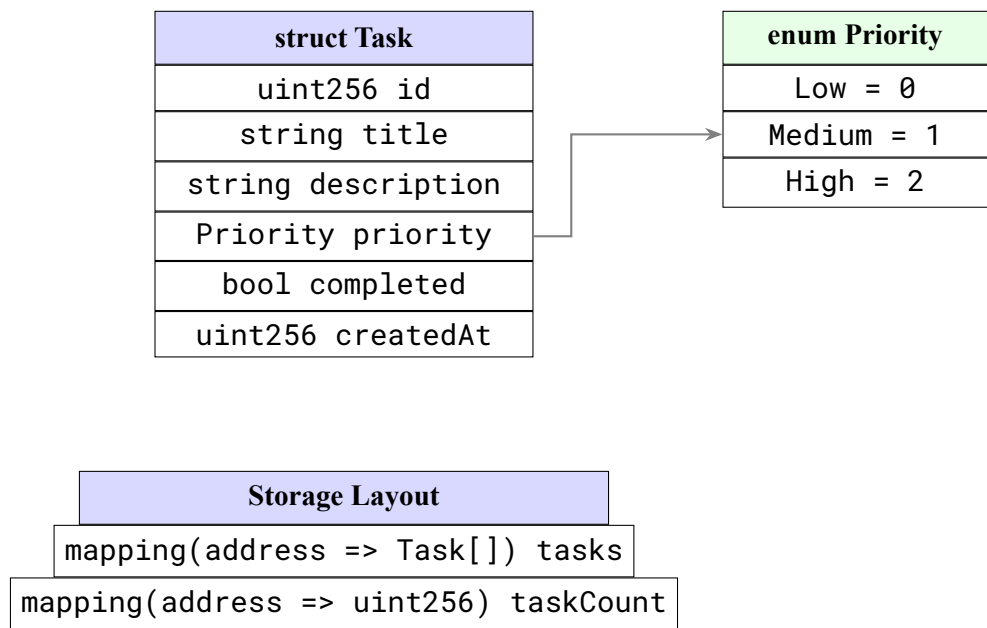 struct Task
uint256 id
string title
string description
Priority priority
bool completed
uint256 createdAt
enum Priority
Low = 0
Medium = 1
High = 2
Storage Layout
mapping(address => Task[]) tasks
mapping(address => uint256) taskCount